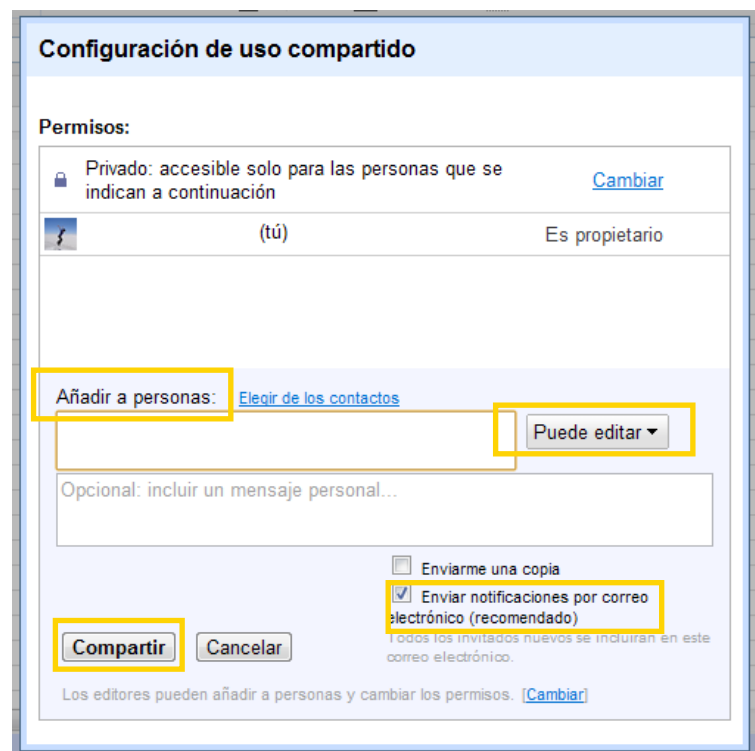 Configuración de uso compartido
Permisos:
Privado: accesible solo para las personas que se
indican a continuación
Cambiar
(tú)
Es propietario
Añadir a personas:
Elegir de los contactos
Puede editar
Opcional: incluir un mensaje personal...
Enviarme una copia
Enviar notificaciones por correo
electrónico (recomendado)
Todos los invitados nuevos se incluirán en este
correo electrónico.
Compartir
Cancelar
Los editores pueden añadir a personas y cambiar los permisos. [Cambiar]